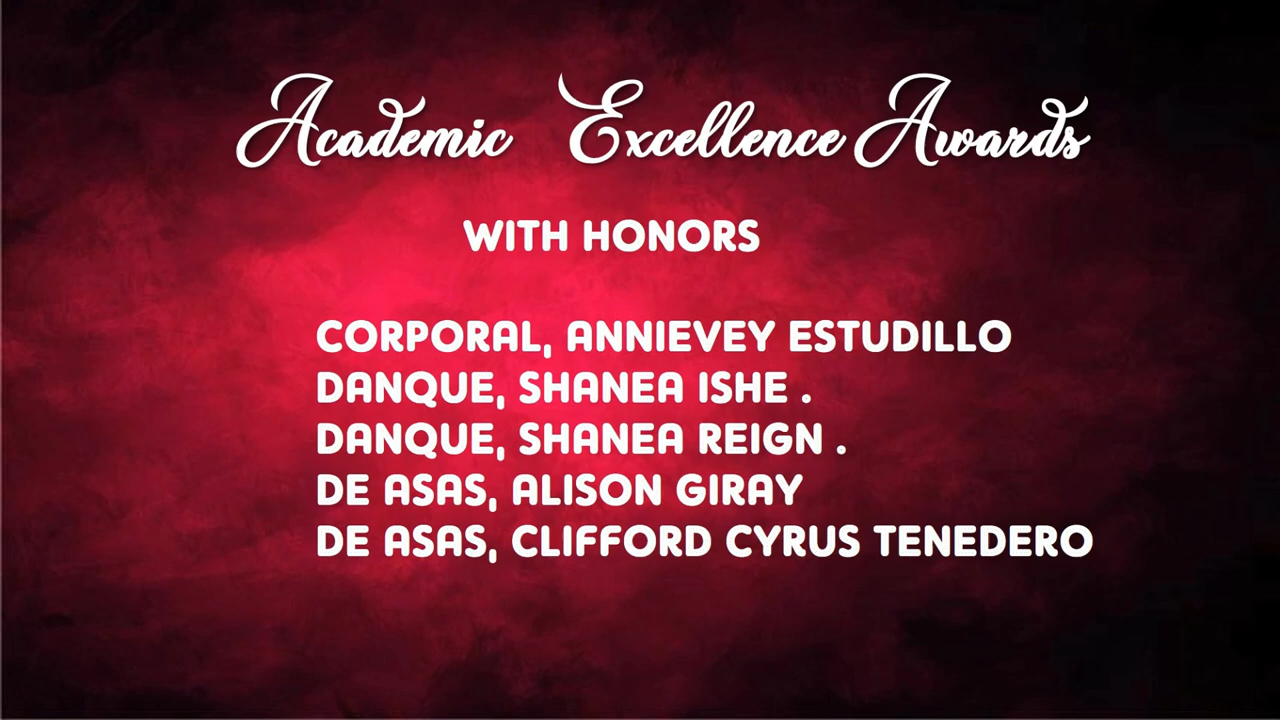 Academic Excellence Awards
WITH HONORS
CORPORAL, ANNIEVEY ESTUDILLO
DANQUE, SHANEA ISHE .
DANQUE, SHANEA REIGN .
DE ASAS, ALISON GIRAY
DE ASAS, CLIFFORD CYRUS TENEDERO